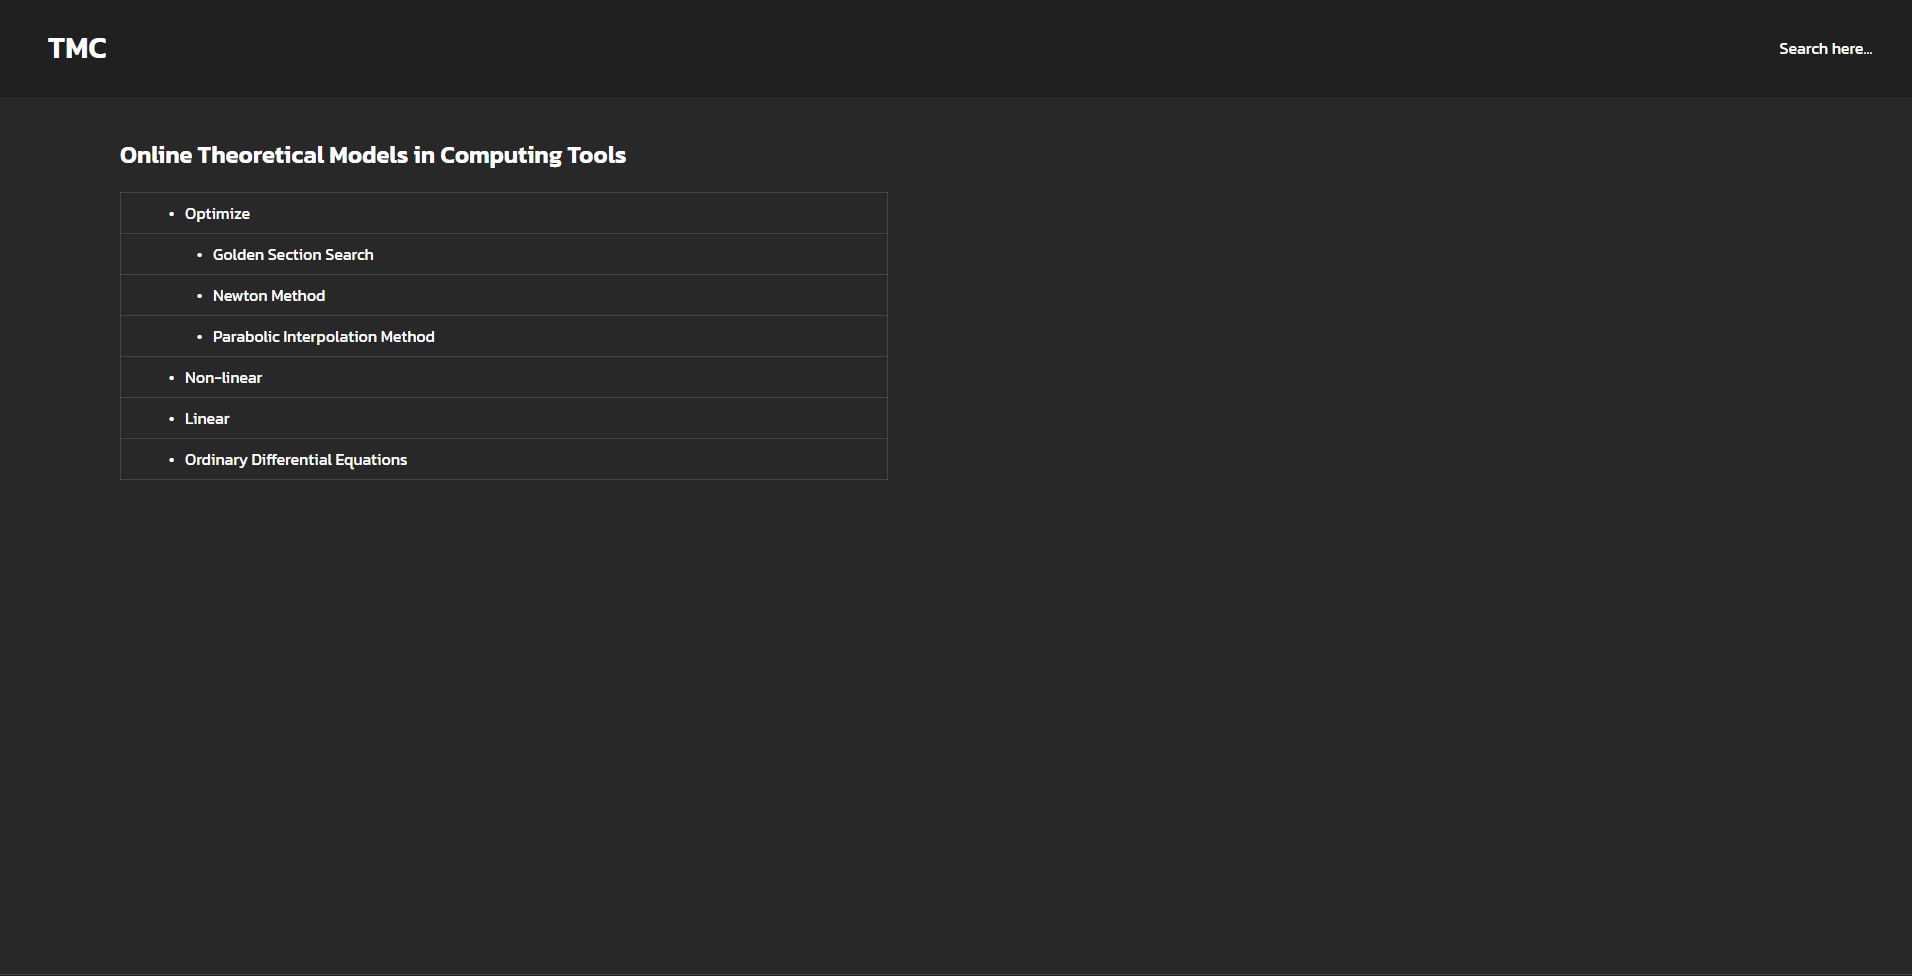 TMC
Search here...
Online Theoretical Models in Computing Tools
• Optimize
• Golden Section Search
• Newton Method
• Parabolic Interpolation Method
• Non-linear
• Linear
• Ordinary Differential Equations